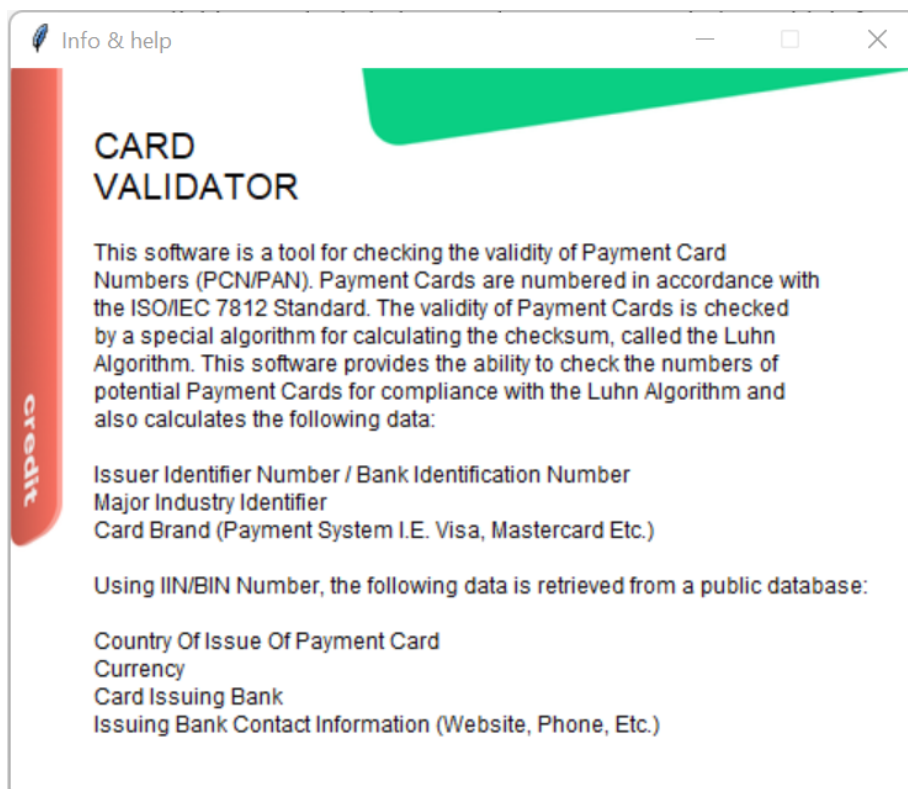 Info & help
CARD
VALIDATOR
This software is a tool for checking the validity of Payment Card
Numbers (PCN/PAN). Payment Cards are numbered in accordance with
the ISO/IEC 7812 Standard. The validity of Payment Cards is checked
by a special algorithm for calculating the checksum, called the Luhn
Algorithm. This software provides the ability to check the numbers of
potential Payment Cards for compliance with the Luhn Algorithm and
also calculates the following data:
credit
Issuer Identifier Number / Bank Identification Number
Major Industry Identifier
Card Brand (Payment System I.E. Visa, Mastercard Etc.)
Using IIN/BIN Number, the following data is retrieved from a public database:
Country Of Issue Of Payment Card
Currency
Card Issuing Bank
Issuing Bank Contact Information (Website, Phone, Etc.)